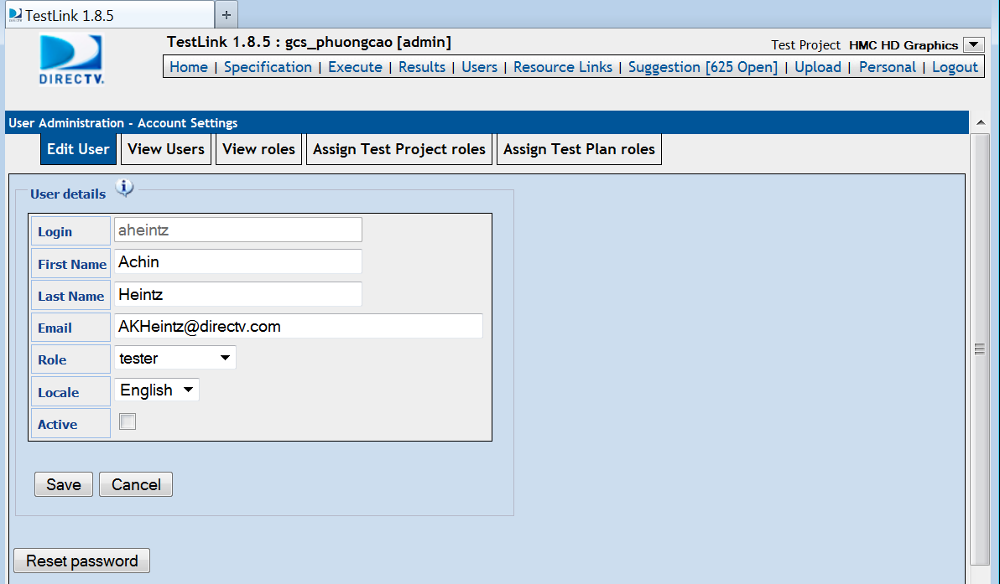 TestLink 1.8.5
DIRECTV.
TestLink 1.8.5 : gcs_phuongcao [admin]
Test Project HMC HD Graphics
Home | Specification | Execute | Results | Users | Resource Links | Suggestion [625 Open] | Upload | Personal | Logout
User Administration - Account Settings
Edit User View Users View roles Assign Test Project roles Assign Test Plan roles
User details
Login aheintz
First Name Achin
Last Name Heintz
Email AKHeintz@directv.com
Role tester
Locale English
Active
Save Cancel
Reset password